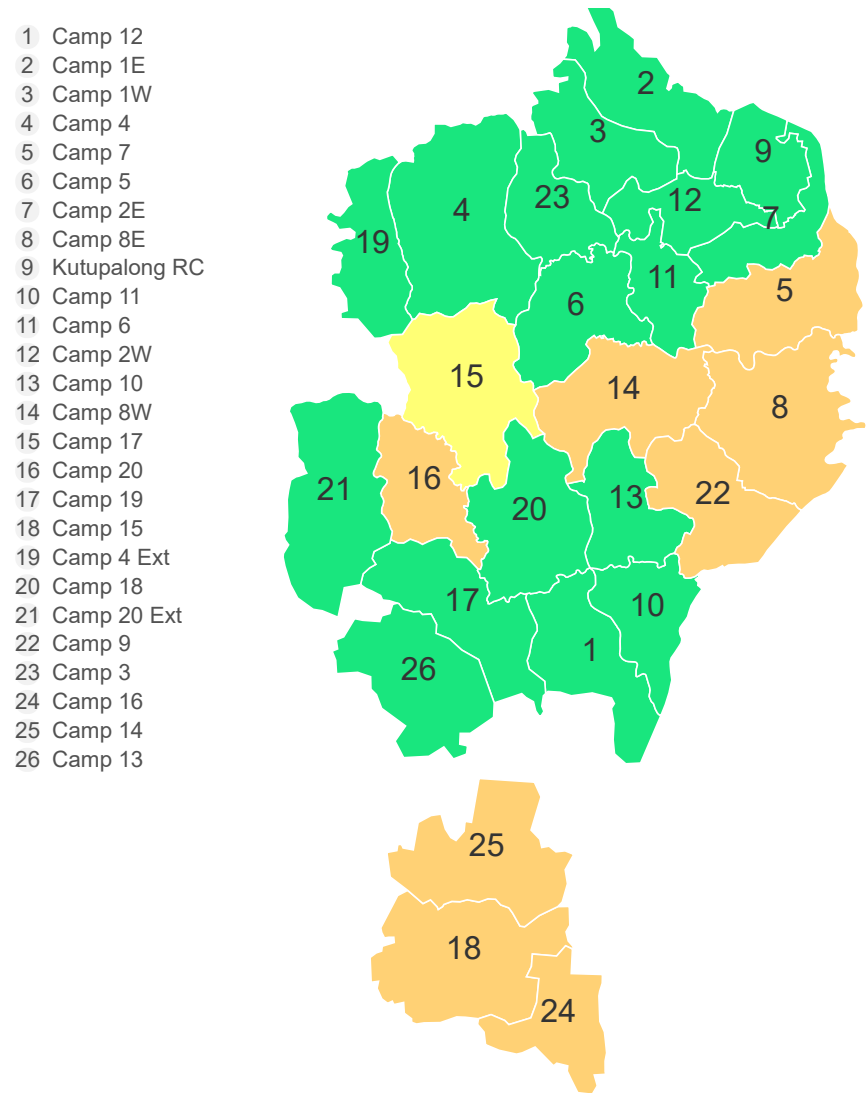 1 Camp 12
2 Camp 1E
3 Camp 1W
4 Camp 4
5 Camp 7
6 Camp 5
7 Camp 2E
8 Camp 8E
9 Kutupalong RC
10 Camp 11
11 Camp 6
12 Camp 2W
13 Camp 10
14 Camp 8W
15 Camp 17
16 Camp 20
17 Camp 19
18 Camp 15
19 Camp 4 Ext
20 Camp 18
21 Camp 20 Ext
22 Camp 9
23 Camp 3
24 Camp 16
25 Camp 14
26 Camp 13
2
3
9
23
12
4
7
19
11
5
6
15
14
8
16
21
13
22
20
17
10
1
26
25
18
24